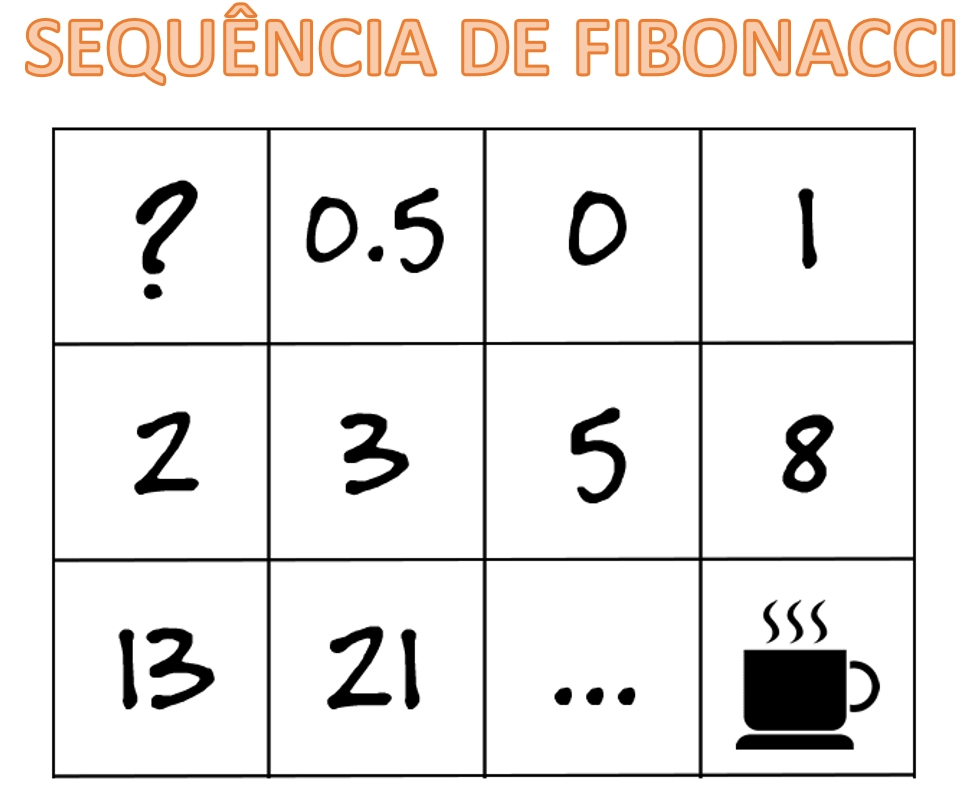 SEQUÊNCIA DE FIBONACCI
? 0.5 0 1
2 3 5 8
13 21 ...